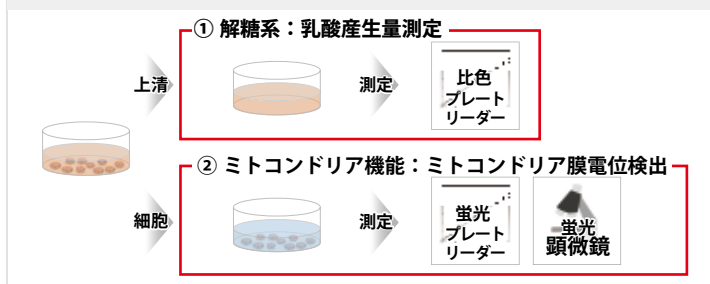 ① 解糖系：乳酸産生量測定
上清
測定
比色
プレート
リーダー
② ミトコンドリア機能：ミトコンドリア膜電位検出
細胞
測定
蛍光
プレート
リーダー
蛍光
顕微鏡